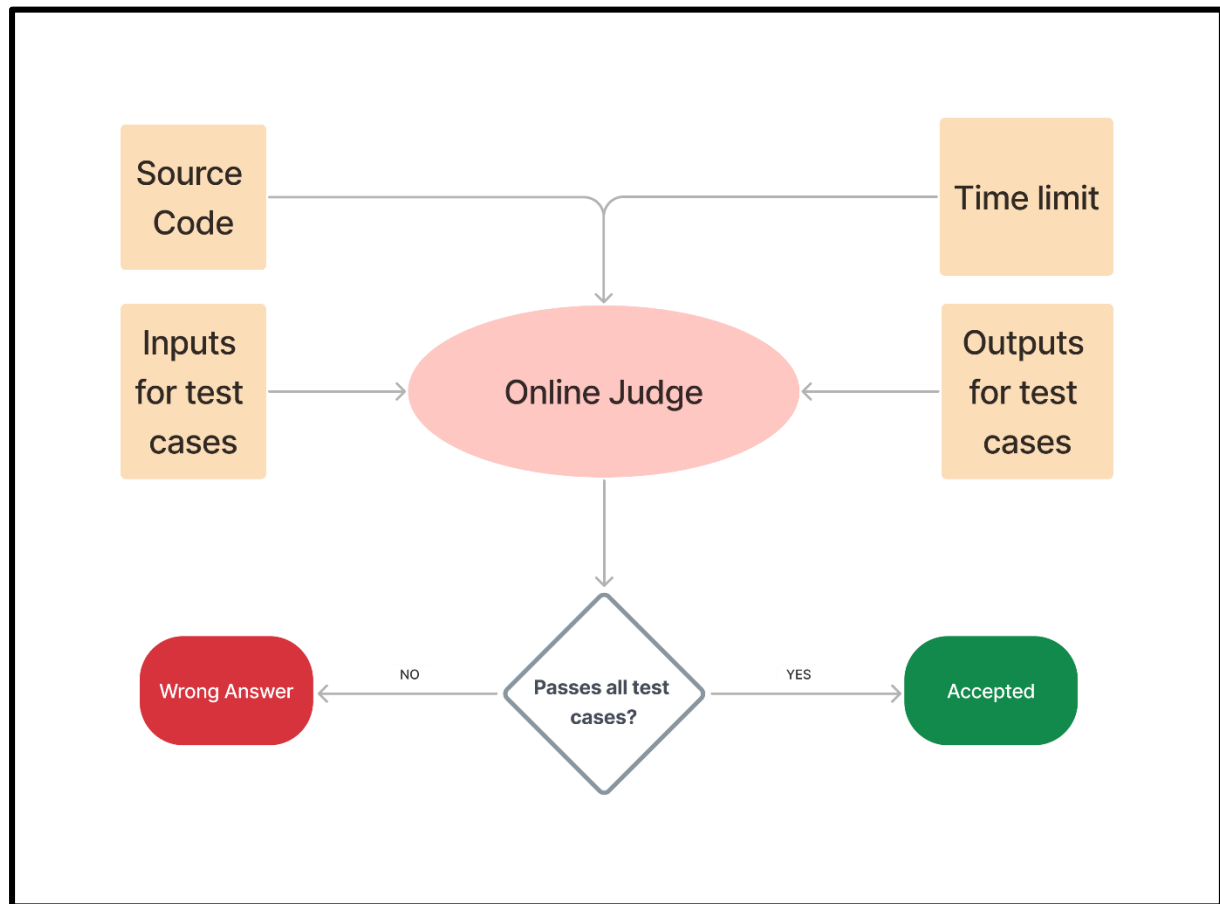 Source
Code
Time limit
Inputs
for test
cases
Online Judge
Outputs
for test
cases
NO
YES
Wrong Answer
Passes all test
cases?
Accepted